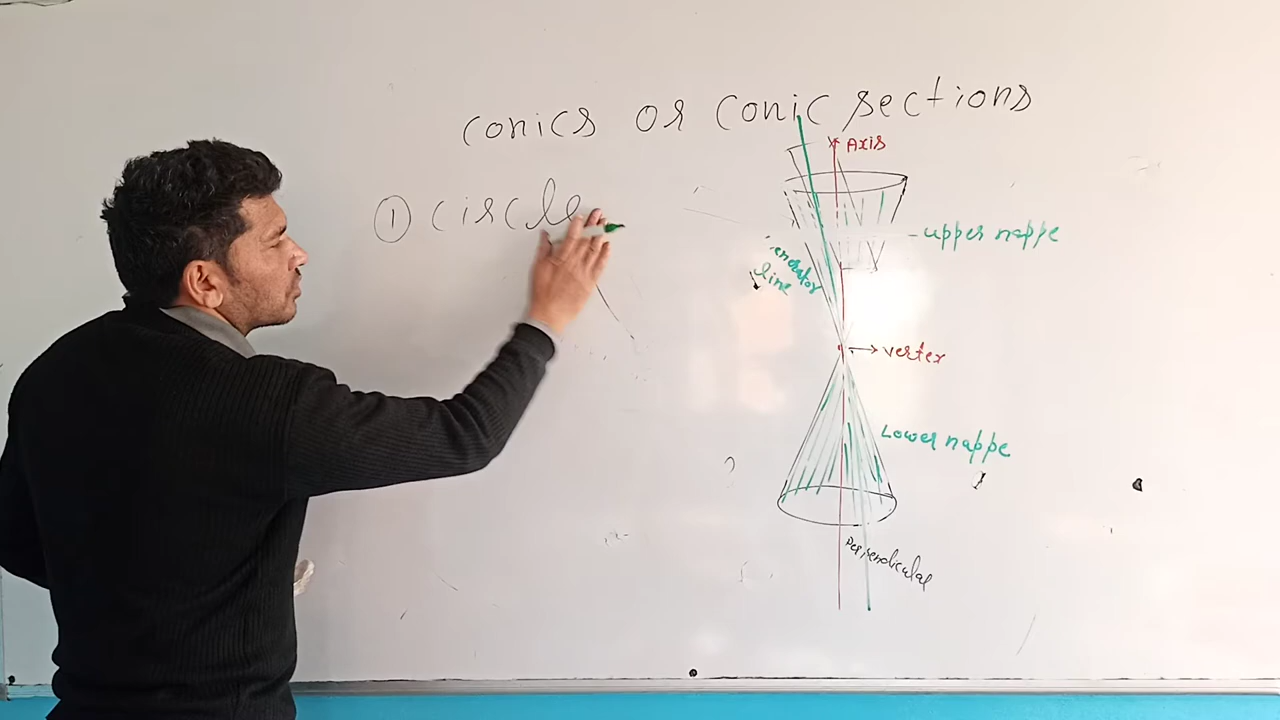 conics or conic sections
Axis
① circle
upper nappe
line
vertex
Lower nappe